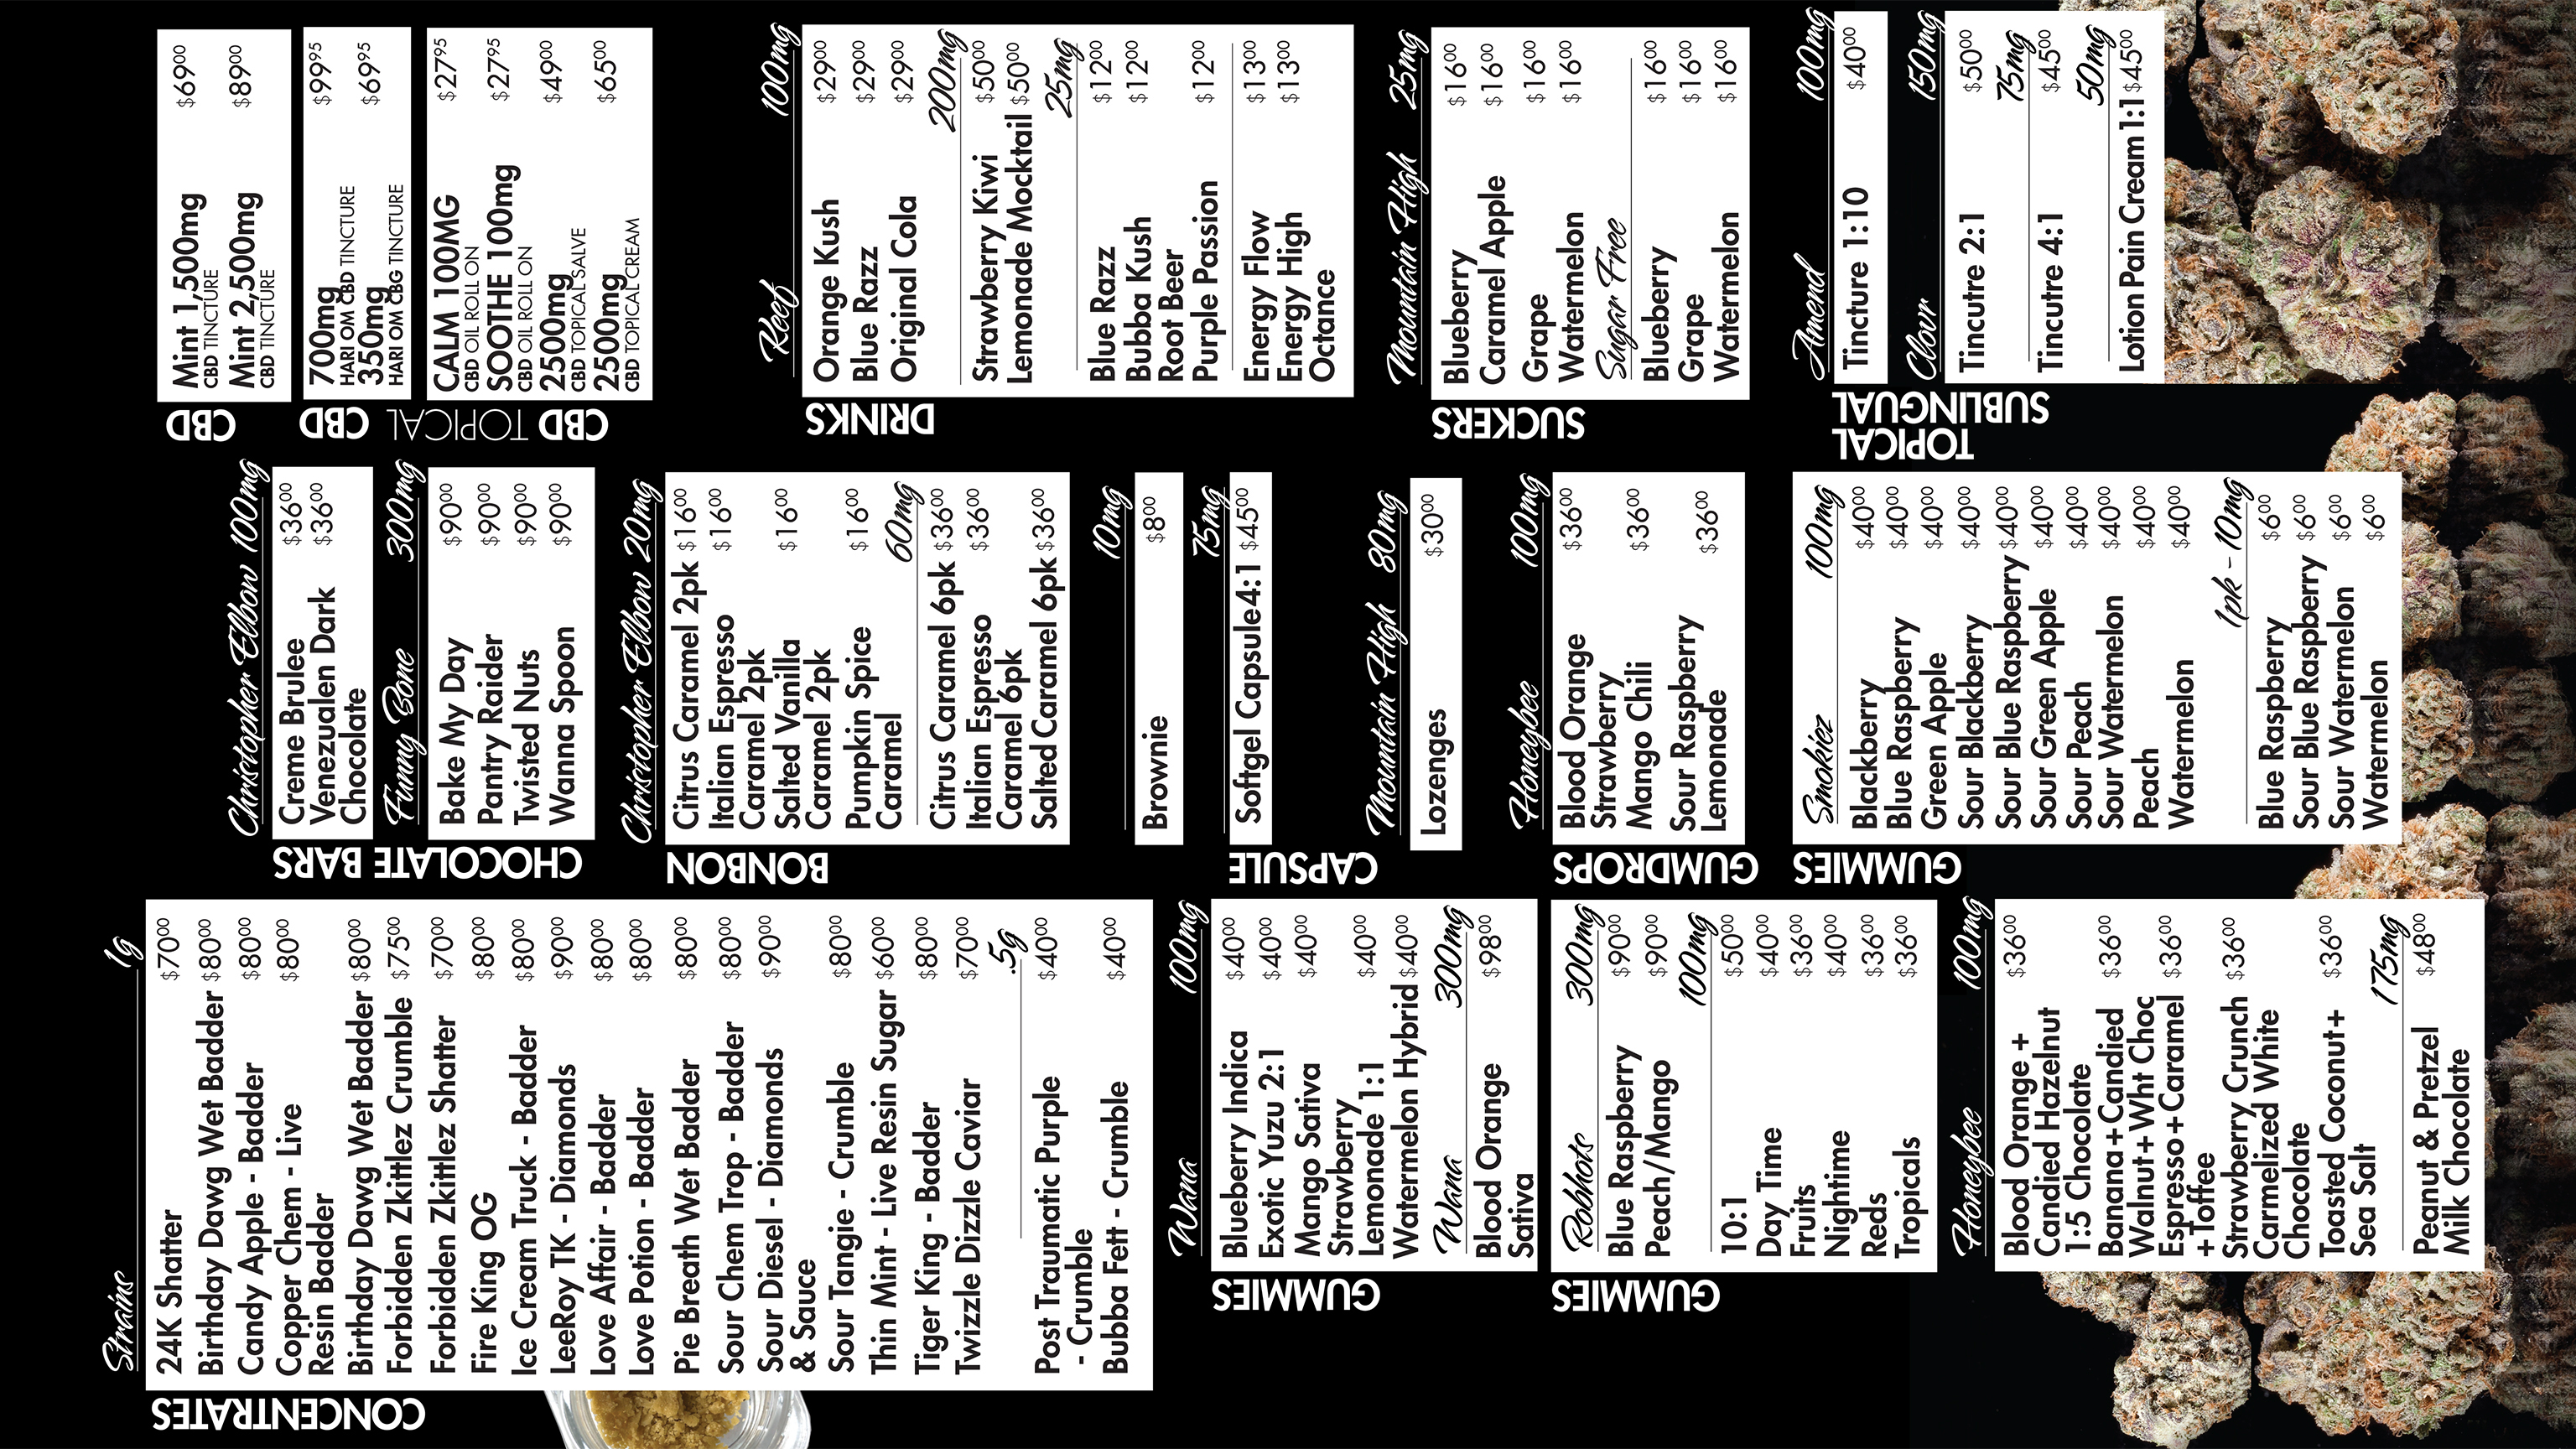 CONCENTRATES
Strains 1g
24K Shatter $70.00
Birthday Dawg Wet Badder $80.00
Candy Apple - Badder $80.00
Copper Chem - Live $80.00
Resin Badder
Birthday Dawg Wet Badder $80.00
Forbidden Zkittlez Crumble $75.00
Forbidden Zkittlez Shatter $70.00
Fire King OG $80.00
Ice Cream Truck - Badder $80.00
LeeRoy TK - Diamonds $90.00
Love Affair - Badder $80.00
Love Potion - Badder $80.00
Pie Breath Wet Badder $80.00
Sour Chem Trop - Badder $80.00
Sour Diesel - Diamonds $90.00
& Sauce
Sour Tangie - Crumble $80.00
Thin Mint - Live Resin Sugar $60.00
Tiger King - Badder $80.00
Twizzle Dizzle Caviar $70.00
.5g
Post Traumatic Purple $40.00
- Crumble
Bubba Fett - Crumble $40.00
GUMMIES
Wana 100mg
Blueberry Indica $40.00
Exotic Yuzu 2:1 $40.00
Mango Sativa $40.00
Strawberry
Lemonade 1:1 $40.00
Watermelon Hybrid $40.00
Wana 300mg
Blood Orange $98.00
Sativa
GUMMIES
Robhots 300mg
Blue Raspberry $90.00
Peach/Mango $90.00
100mg
10:1 $50.00
Day Time $40.00
Fruits $36.00
Nightime $40.00
Reds $36.00
Tropicals $36.00
Honeybee 100mg
Blood Orange + $36.00
Candied Hazelnut
1:5 Chocolate
Banana + Candied $36.00
Walnut + Wht Choc
Espresso + Caramel $36.00
+ Toffee
Strawberry Crunch $36.00
Carmelized White
Chocolate
Toasted Coconut + $36.00
Sea Salt
175mg
Peanut & Pretzel $48.00
Milk Chocolate
CHOCOLATE BARS
Christopher Elbow 100mg
Creme Brulee $36.00
Venezualen Dark $36.00
Chocolate
Funny Bone 300mg
Bake My Day $90.00
Pantry Raider $90.00
Twisted Nuts $90.00
Wanna Spoon $90.00
BONBON
Christopher Elbow 20mg
Citrus Caramel 2pk $16.00
Italian Espresso $16.00
Caramel 2pk
Salted Vanilla $16.00
Caramel 2pk
Pumpkin Spice $16.00
Caramel
60mg
Citrus Caramel 6pk $36.00
Italian Espresso $36.00
Caramel 6pk
Salted Caramel 6pk $36.00
10mg
Brownie $8.00
CAPSULE
75mg
Softgel Capsule4:1 $45.00
Mountain High 80mg
Lozenges $30.00
GUMDROPS
Honeybee 100mg
Blood Orange $36.00
Strawberry
Mango Chili $36.00
Sour Raspberry $36.00
Lemonade
GUMMIES
Smokiez 100mg
Blackberry $40.00
Blue Raspberry $40.00
Green Apple $40.00
Sour Blackberry $40.00
Sour Blue Raspberry $40.00
Sour Green Apple $40.00
Sour Peach $40.00
Sour Watermelon $40.00
Peach $40.00
Watermelon $40.00
1pk - 10mg
Blue Raspberry $6.00
Sour Blue Raspberry $6.00
Sour Watermelon $6.00
Watermelon $6.00
CBD
Mint 1,500mg $69.00
CBD TINCTURE
Mint 2,500mg $89.00
CBD TINCTURE
CBD
700mg $99.95
HARI OM CBD TINCTURE
350mg $69.95
HARI OM CBG TINCTURE
CBD TOPICAL
CALM 100MG $27.95
CBD OIL ROLL ON
SOOTHE 100mg $27.95
CBD OIL ROLL ON
2500mg $49.00
CBD TOPICAL SALVE
2500mg $65.00
CBD TOPICAL CREAM
DRINKS
Reef 100mg
Orange Kush $29.00
Blue Razz $29.00
Original Cola $29.00
200mg
Strawberry Kiwi $50.00
Lemonade Mocktail $50.00
25mg
Blue Razz $12.00
Bubba Kush $12.00
Root Beer
Purple Passion $12.00
Energy Flow $13.00
Energy High $13.00
Octance
SUCKERS
Mountain High 25mg
Blueberry $16.00
Caramel Apple $16.00
Grape $16.00
Watermelon $16.00
Sugar Free
Blueberry $16.00
Grape $16.00
Watermelon $16.00
TOPICAL
SUBLINGUAL
Amend 100mg
Tincture 1:10 $40.00
Clovr 150mg
Tincutre 2:1 $50.00
75mg
Tincutre 4:1 $45.00
50mg
Lotion Pain Cream 1:1 $45.00